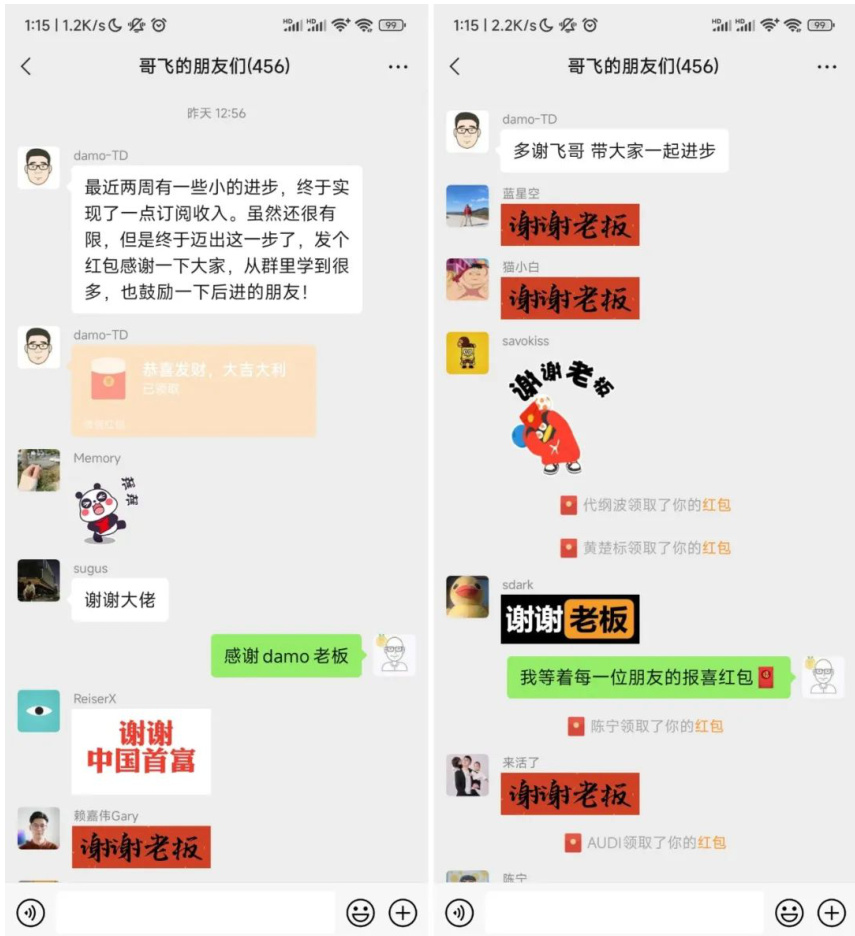 1:15 | 1.2K/s
HD HD 99
哥飞的朋友们(456)
昨天 12:56
damo-TD
最近两周有一些小的进步，终于实
现了一点订阅收入。虽然还很有
限，但是终于迈出这一步了，发个
红包感谢一下大家，从群里学到很
多，也鼓励一下后进的朋友！
damo-TD
恭喜发财，大吉大利
已领取
微信红包
Memory
sugus
谢谢大佬
感谢damo老板
ReiserX
谢谢
中国首富
赖嘉伟Gary
谢谢老板
1:15 | 2.2K/s
HD HD 99
哥飞的朋友们(456)
damo-TD
多谢飞哥 带大家一起进步
蓝星空
谢谢老板
猫小白
谢谢老板
savokiss
谢谢老板
代纲波领取了你的红包
黄楚标领取了你的红包
sdark
谢谢老板
我等着每一位朋友的报喜红包
陈宁领取了你的红包
来活了
谢谢老板
AUDI领取了你的红包
陈宁